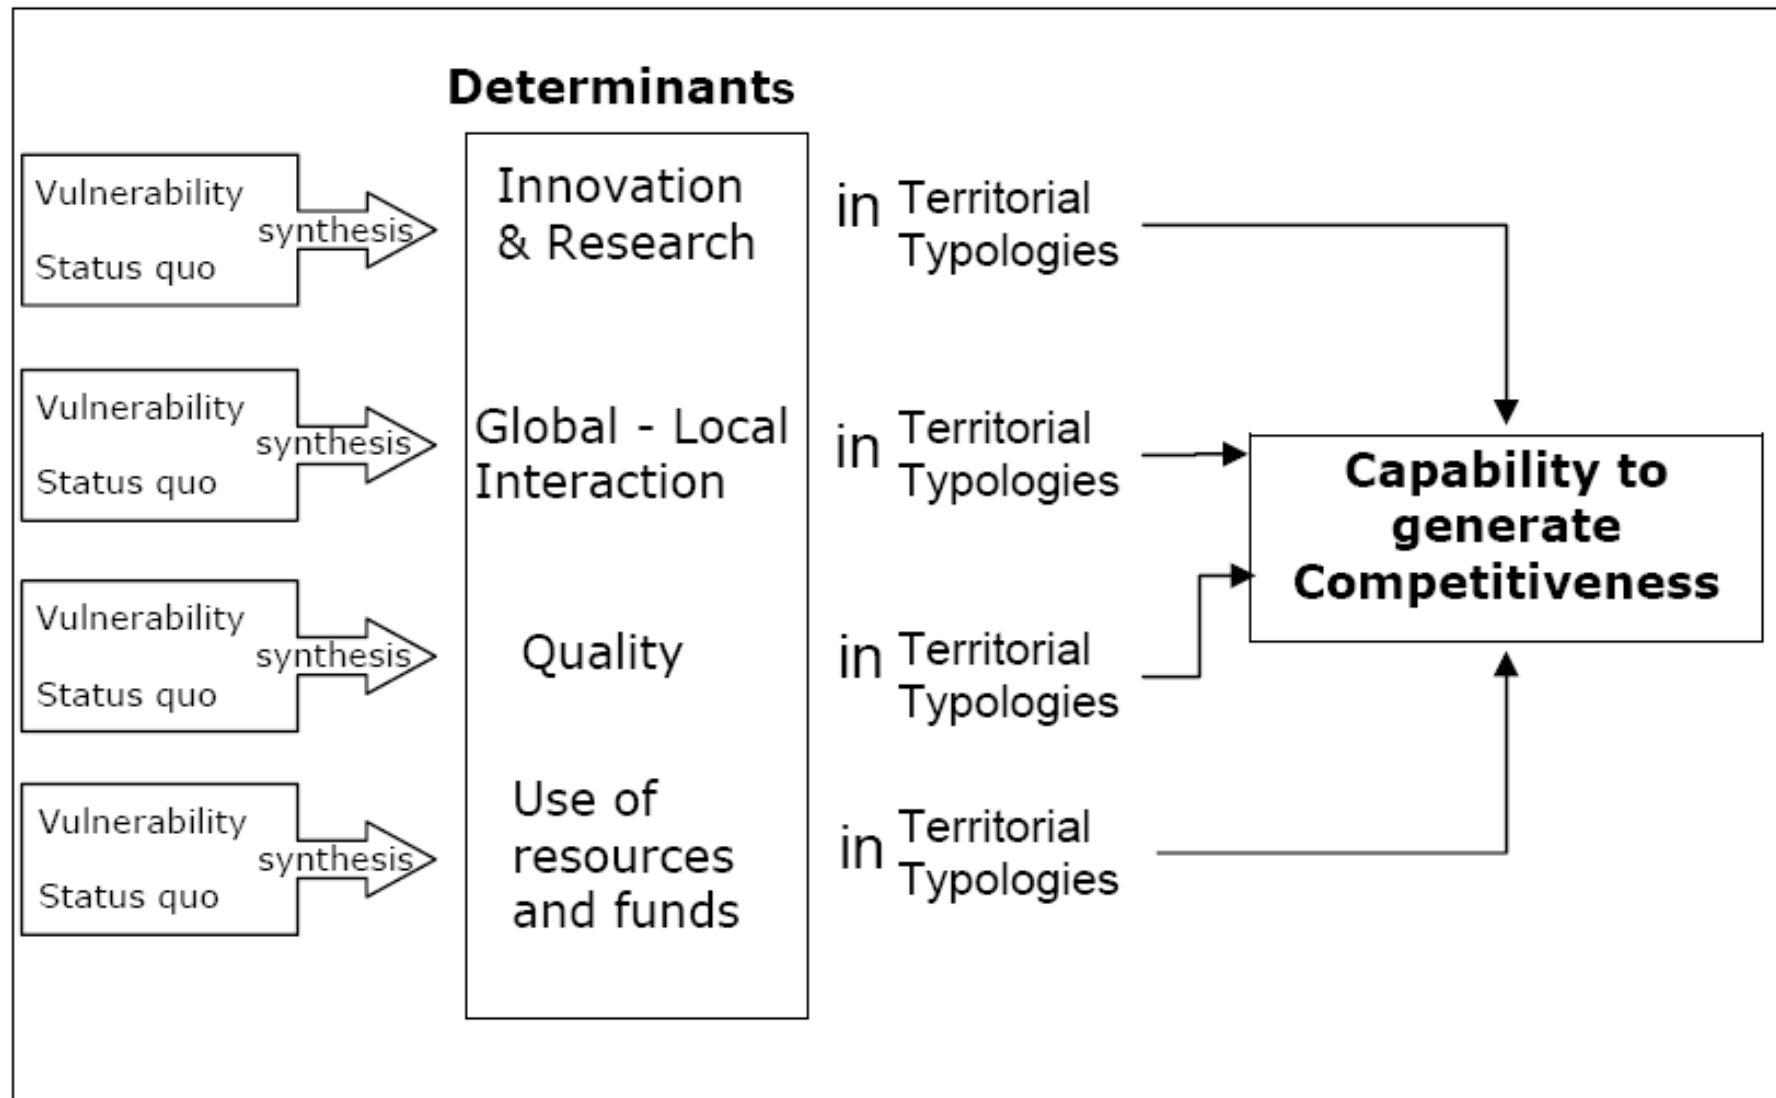 Determinants
Vulnerability
Status quo
synthesis
Innovation
& Research
in
Territorial
Typologies
Vulnerability
Status quo
synthesis
Global - Local
Interaction
in
Territorial
Typologies
Vulnerability
Status quo
synthesis
Quality
in
Territorial
Typologies
Vulnerability
Status quo
synthesis
Use of
resources
and funds
in
Territorial
Typologies
Capability to
generate
Competitiveness